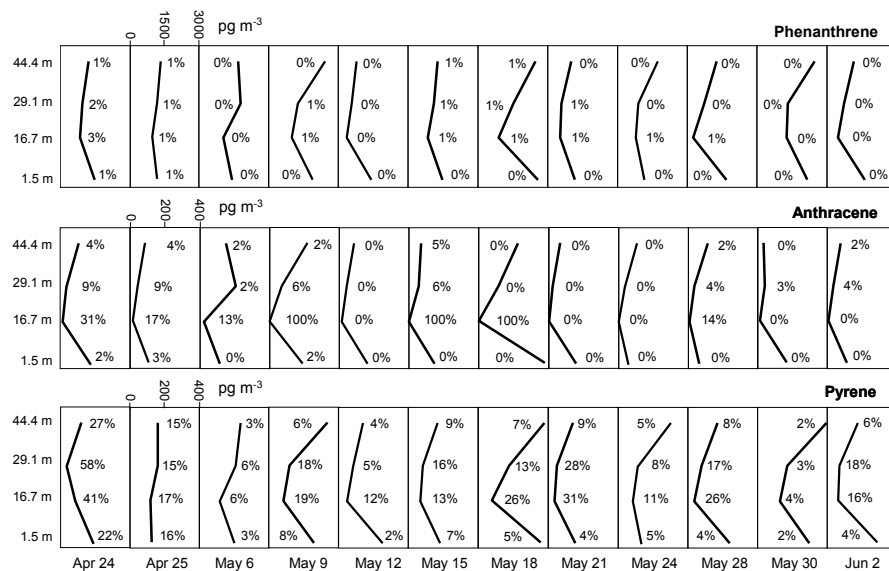 0 1500 3000 pg m-3
Phenanthrene
44.4 m 1% 1% 0% 0% 0% 1% 1% 0% 0% 0% 0% 0%
29.1 m 2% 1% 0% 1% 0% 1% 1% 1% 0% 0% 0% 0%
16.7 m 3% 1% 0% 1% 0% 1% 1% 1% 1% 1% 0% 0%
1.5 m 1% 1% 0% 0% 0% 0% 0% 0% 0% 0% 0% 0%
0 200 400 pg m-3
Anthracene
44.4 m 4% 4% 2% 2% 0% 5% 0% 0% 0% 2% 0% 2%
29.1 m 9% 9% 2% 6% 0% 6% 0% 0% 0% 4% 3% 4%
16.7 m 31% 17% 13% 100% 0% 100% 100% 0% 0% 14% 0% 0%
1.5 m 2% 3% 0% 2% 0% 0% 0% 0% 0% 0% 0% 0%
0 200 400 pg m-3
Pyrene
44.4 m 27% 15% 3% 6% 4% 9% 7% 9% 5% 8% 2% 6%
29.1 m 58% 15% 6% 18% 5% 16% 13% 28% 8% 17% 3% 18%
16.7 m 41% 17% 6% 19% 12% 13% 26% 31% 11% 26% 4% 16%
1.5 m 22% 16% 3% 8% 2% 7% 5% 4% 5% 4% 2% 4%
Apr 24 Apr 25 May 6 May 9 May 12 May 15 May 18 May 21 May 24 May 28 May 30 Jun 2